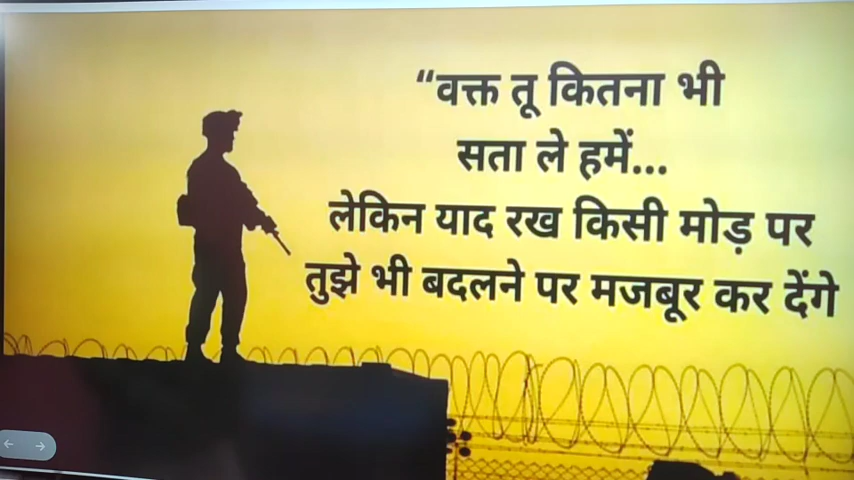 “वक्त तू कितना भी
सता ले हमें...
लेकिन याद रख किसी मोड़ पर
तुझे भी बदलने पर मजबूर कर देंगे